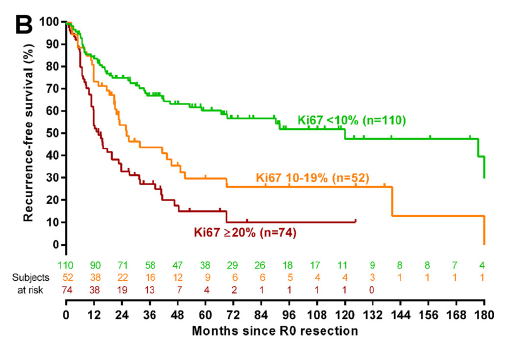 B
Recurrence-free survival (%)
100
90
80
70
60
50
40
30
20
10
0
Ki67 <10% (n=110)
Ki67 10-19% (n=52)
Ki67 ≥20% (n=74)
110 90 71 58 47 38 29 26 18 17 11 9 8 8 7 4
Subjects 52 38 22 16 12 9 6 6 5 4 4 3 1 1 1 1
at risk 74 38 19 13 7 4 2 1 1 1 1 0
0 12 24 36 48 60 72 84 96 108 120 132 144 156 168 180
Months since R0 resection